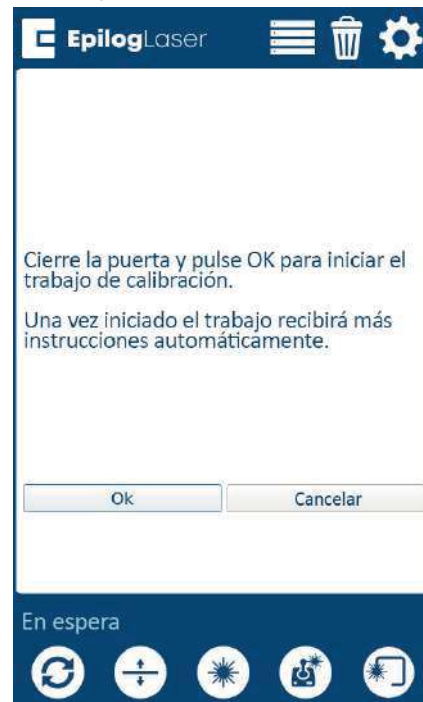 EpilogLaser
Cierre la puerta y pulse OK para iniciar el
trabajo de calibración.
Una vez iniciado el trabajo recibirá más
instrucciones automáticamente.
Ok
Cancelar
En espera